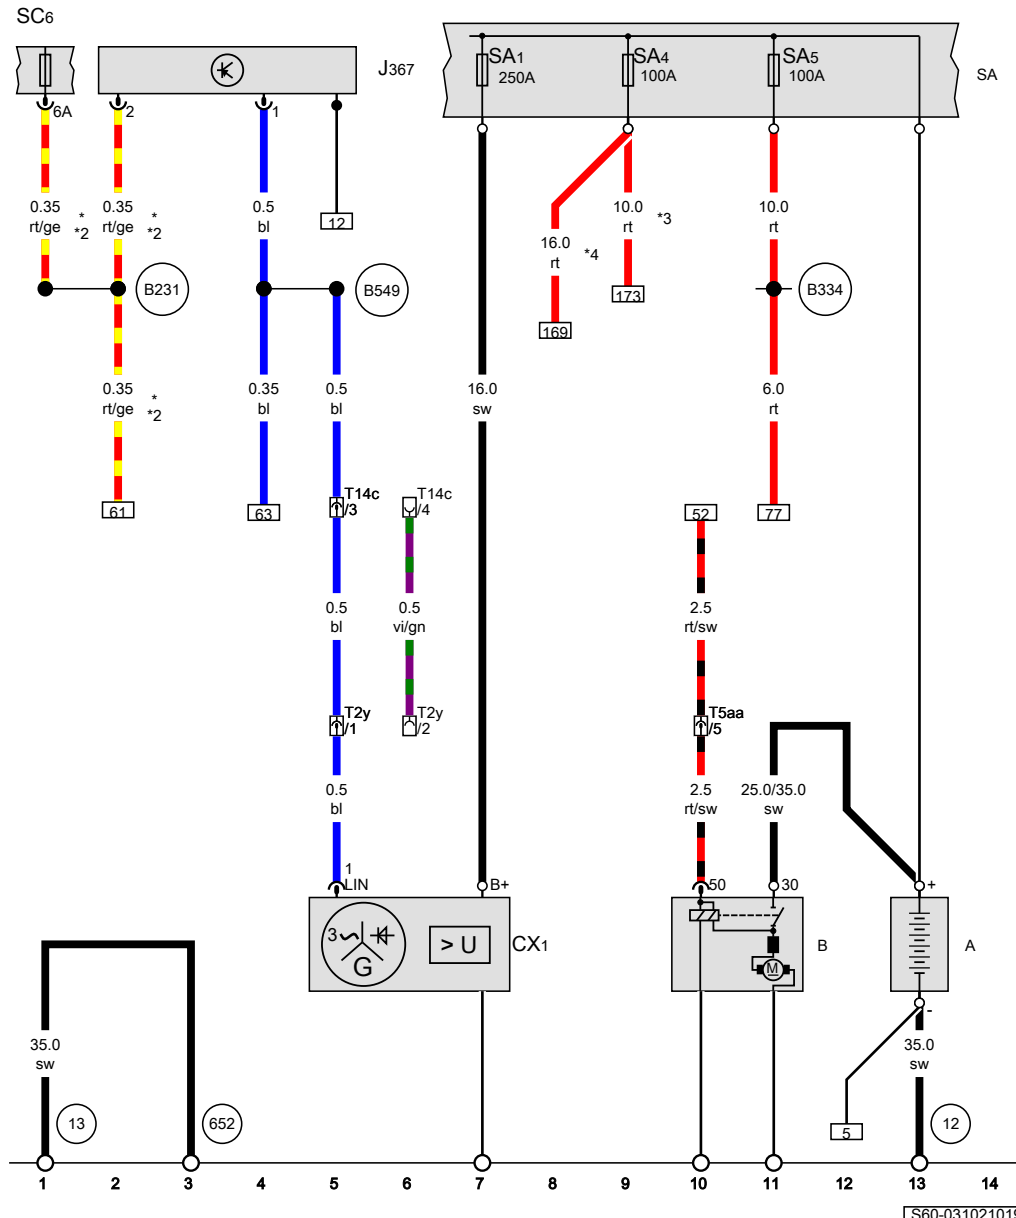 SC6
J367
SA1
250A
SA4
100A
SA5
100A
SA
6A
2
1
0.35
rt/ge
*
*2
0.35
rt/ge
*
*2
0.5
bl
12
16.0
rt
*4
10.0
rt
*3
10.0
rt
B231
B549
B334
173
169
0.35
rt/ge
*
*2
0.35
bl
0.5
bl
16.0
sw
6.0
rt
61
63
T14c
/3
T14c
/4
52
77
0.5
bl
0.5
vi/gn
2.5
rt/sw
T2y
/1
T2y
/2
T5aa
/5
0.5
bl
2.5
rt/sw
25.0/35.0
sw
1
LIN
B+
50
30
+
3
G
> U
CX1
M
B
A
-
35.0
sw
35.0
sw
13
652
5
12
1 2 3 4 5 6 7 8 9 10 11 12 13 14
S60-031021019